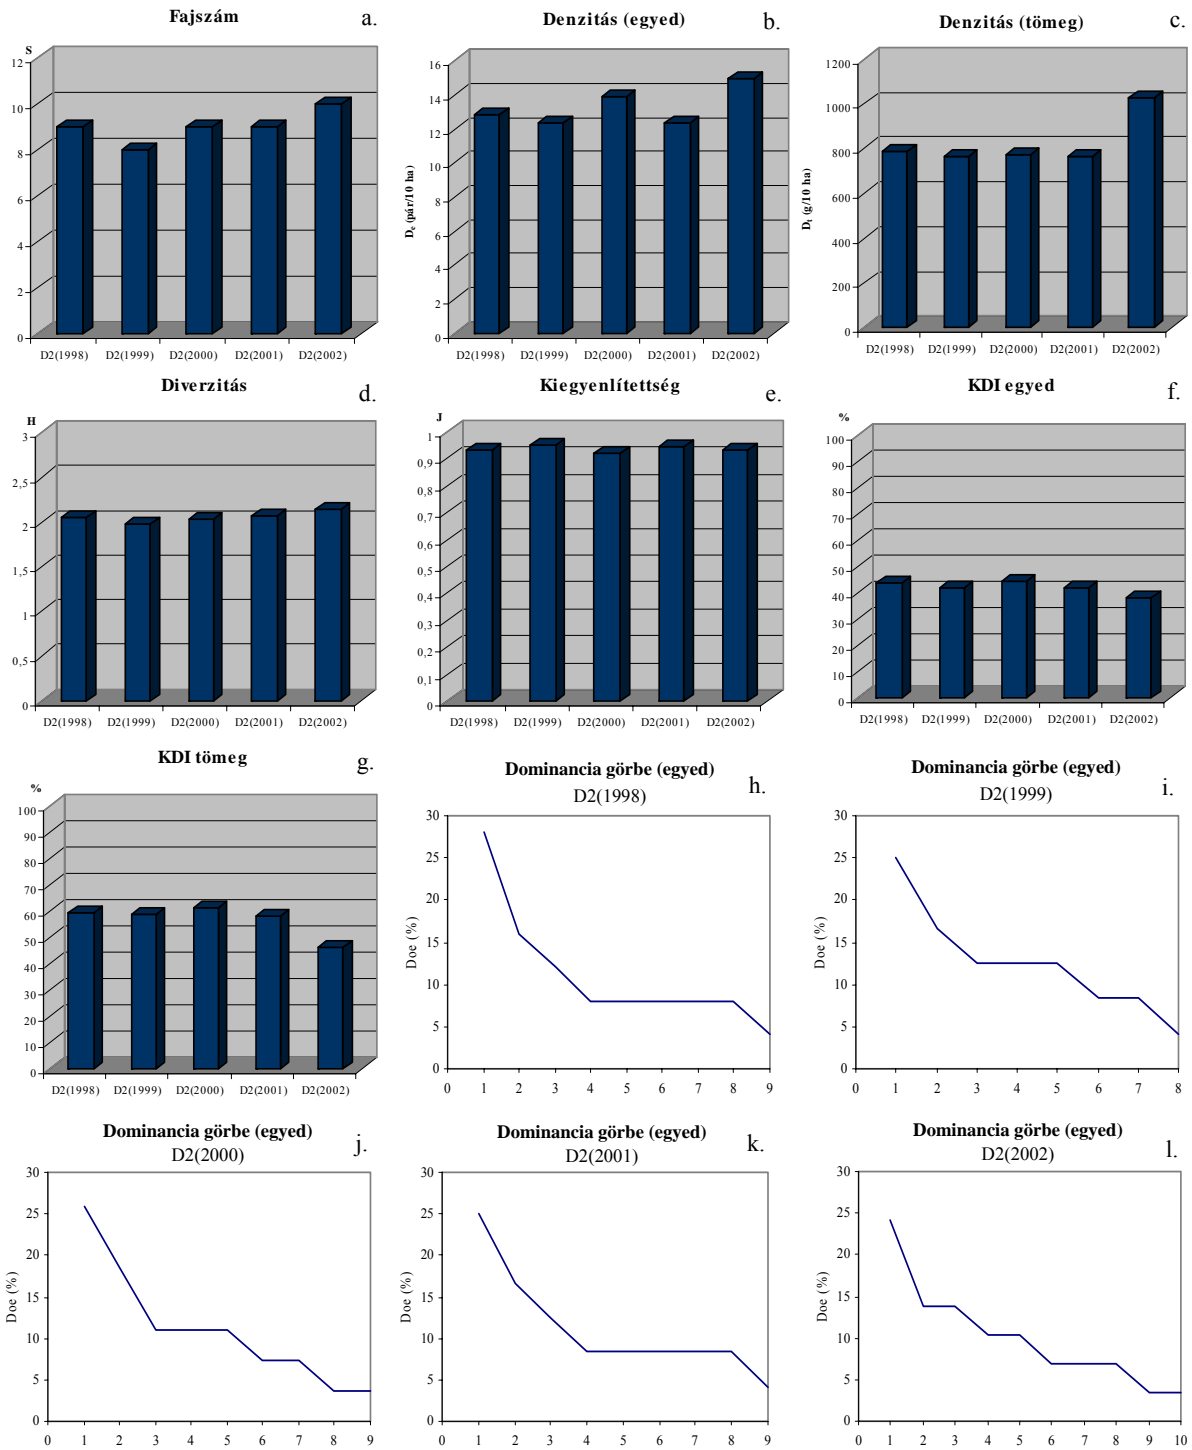 Fajszám
a.
S
12
10
8
6
4
2
0
D2(1998) D2(1999) D2(2000) D2(2001) D2(2002)
Denzitás (egyed)
b.
De (pár/10 ha)
16
14
12
10
8
6
4
2
0
D2(1998) D2(1999) D2(2000) D2(2001) D2(2002)
Denzitás (tömeg)
c.
Dt (g/10 ha)
1200
1000
800
600
400
200
0
D2(1998) D2(1999) D2(2000) D2(2001) D2(2002)
Diverzitás
d.
H
3
2,5
2
1,5
1
0,5
0
D2(1998) D2(1999) D2(2000) D2(2001) D2(2002)
Kiegyenlítettség
e.
J
1
0,9
0,8
0,7
0,6
0,5
0,4
0,3
0,2
0,1
0
D2(1998) D2(1999) D2(2000) D2(2001) D2(2002)
KDI egyed
f.
%
100
90
80
70
60
50
40
30
20
10
0
D2(1998) D2(1999) D2(2000) D2(2001) D2(2002)
KDI tömeg
g.
%
100
90
80
70
60
50
40
30
20
10
0
D2(1998) D2(1999) D2(2000) D2(2001) D2(2002)
Dominancia görbe (egyed)
D2(1998)
h.
Doe (%)
30
25
20
15
10
5
0
0 1 2 3 4 5 6 7 8 9
Dominancia görbe (egyed)
D2(1999)
i.
Doe (%)
30
25
20
15
10
5
0
0 1 2 3 4 5 6 7 8
Dominancia görbe (egyed)
D2(2000)
j.
Doe (%)
30
25
20
15
10
5
0
0 1 2 3 4 5 6 7 8 9
Dominancia görbe (egyed)
D2(2001)
k.
Doe (%)
30
25
20
15
10
5
0
0 1 2 3 4 5 6 7 8 9
Dominancia görbe (egyed)
D2(2002)
l.
Doe (%)
30
25
20
15
10
5
0
0 1 2 3 4 5 6 7 8 9 10